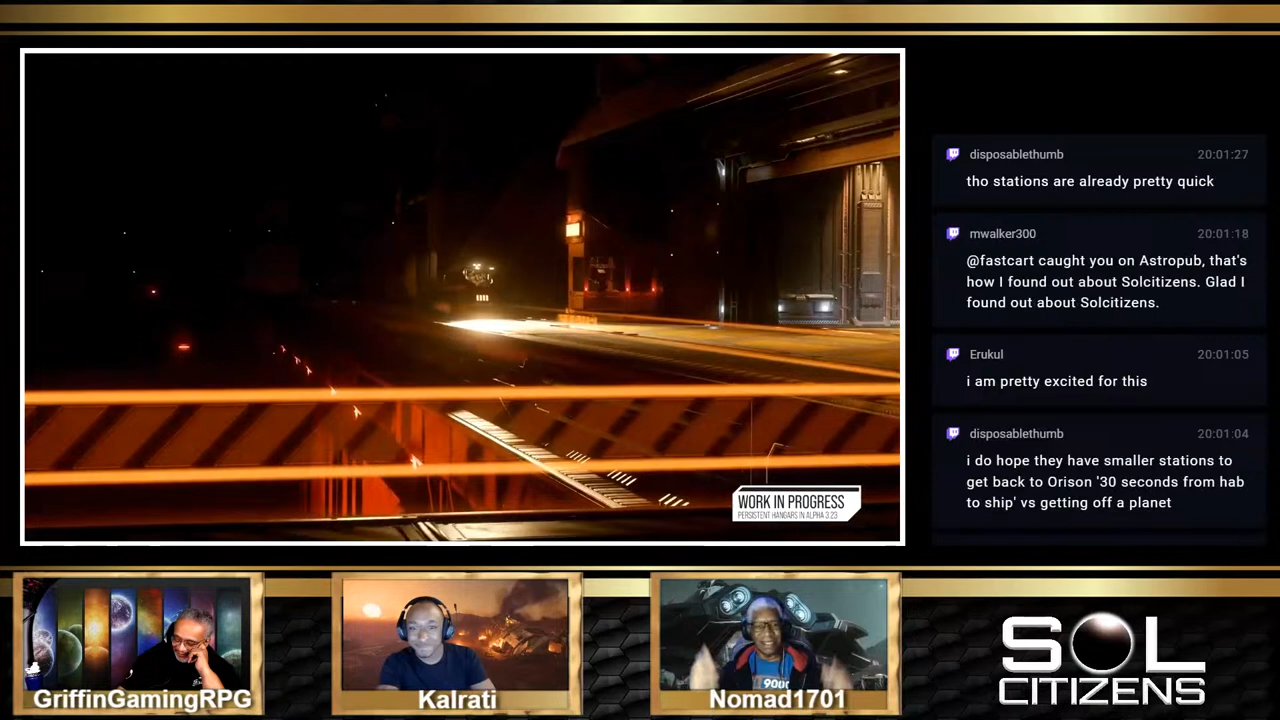 disposablethumb 20:01:27
tho stations are already pretty quick
mwalker300 20:01:18
@fastcart caught you on Astropub, that's
how I found out about Solcitizens. Glad I
found out about Solcitizens.
Erukul 20:01:05
i am pretty excited for this
disposablethumb 20:01:04
i do hope they have smaller stations to
get back to Orison '30 seconds from hab
to ship' vs getting off a planet
WORK IN PROGRESS
PERSISTENT HANGARS IN ALPHA 3.23
GriffinGamingRPG
Kalrati
Nomad1701
SOL
CITIZENS